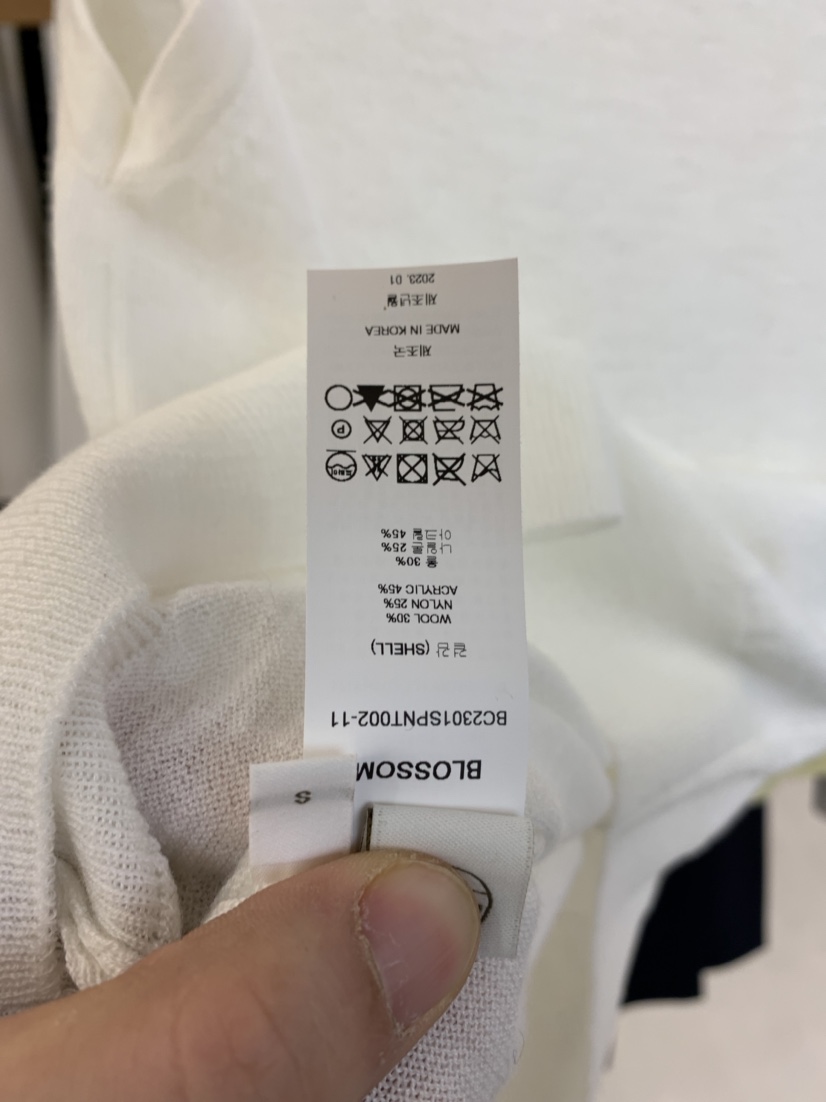 BLOSSOM
BC2301SPNT002-11
겉감 (SHELL)
WOOL 30%
NYLON 25%
ACRYLIC 45%
울 30%
나일론 25%
아크릴 45%
제조국
MADE IN KOREA
제조년월
2023. 01
S